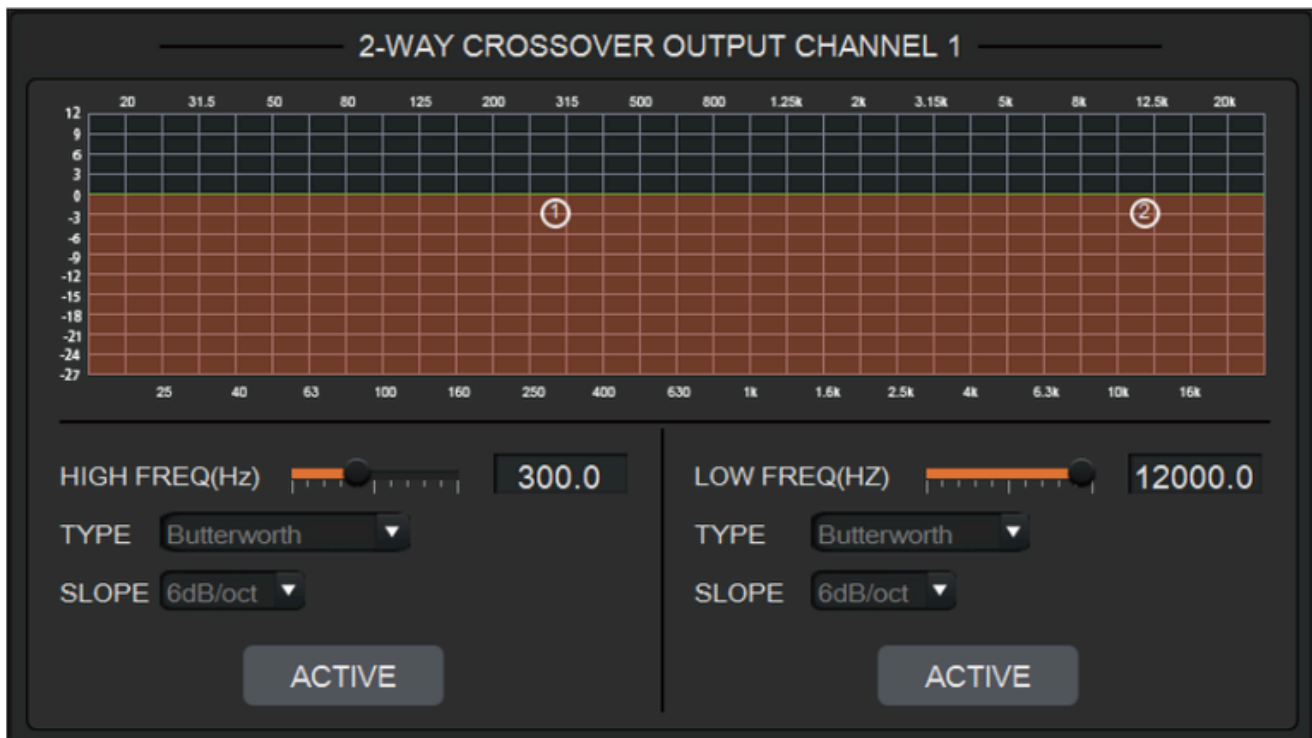 2-WAY CROSSOVER OUTPUT CHANNEL 1
20 31.5 50 80 125 200 315 500 800 1.25k 2k 3.15k 5k 8k 12.5k 20k
12
9
6
3
0
-3
-6
-9
-12
-15
-18
-21
-24
-27
1 2
25 40 63 100 160 250 400 630 1k 1.6k 2.5k 4k 6.3k 10k 16k
HIGH FREQ(Hz) 300.0
TYPE Butterworth
SLOPE 6dB/oct
ACTIVE
LOW FREQ(HZ) 12000.0
TYPE Butterworth
SLOPE 6dB/oct
ACTIVE